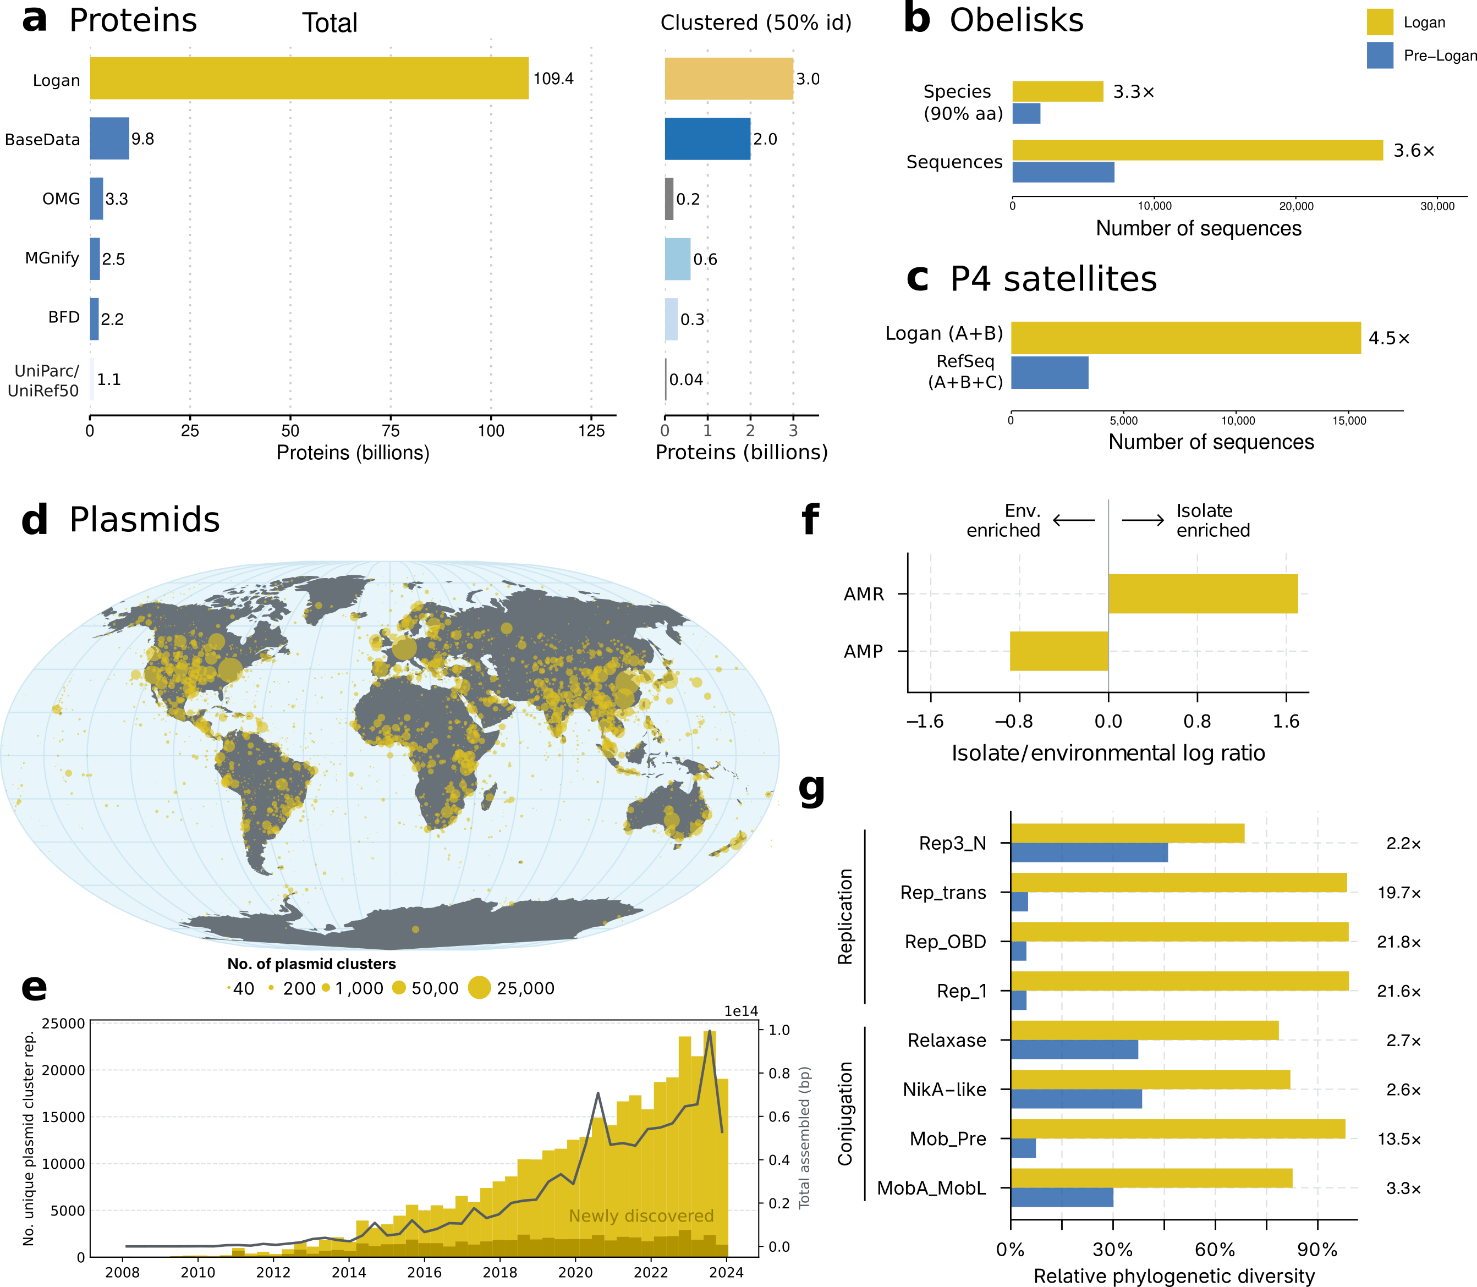 a Proteins
Total
Clustered (50% id)
Logan
109.4
3.0
BaseData
9.8
2.0
OMG
3.3
0.2
MGnify
2.5
0.6
BFD
2.2
0.3
UniParc/
UniRef50
1.1
0.04
0 25 50 75 100 125
Proteins (billions)
0 1 2 3
Proteins (billions)
b Obelisks
Logan
Pre–Logan
Species
(90% aa)
3.3×
Sequences
3.6×
0 10,000 20,000 30,000
Number of sequences
c P4 satellites
Logan (A+B)
4.5×
RefSeq
(A+B+C)
0 5,000 10,000 15,000
Number of sequences
d Plasmids
No. of plasmid clusters
40 200 1,000 50,00 25,000
e
1e14
No. unique plasmid cluster rep.
25000
20000
15000
10000
5000
0
1.0
0.8
0.6
0.4
0.2
0.0
Total assembled (bp)
Newly discovered
2008 2010 2012 2014 2016 2018 2020 2022 2024
f
Env.
enriched
Isolate
enriched
AMR
AMP
−1.6 −0.8 0.0 0.8 1.6
Isolate/environmental log ratio
g
Replication
Rep3_N
2.2×
Rep_trans
19.7×
Rep_OBD
21.8×
Rep_1
21.6×
Conjugation
Relaxase
2.7×
NikA–like
2.6×
Mob_Pre
13.5×
MobA_MobL
3.3×
0% 30% 60% 90%
Relative phylogenetic diversity